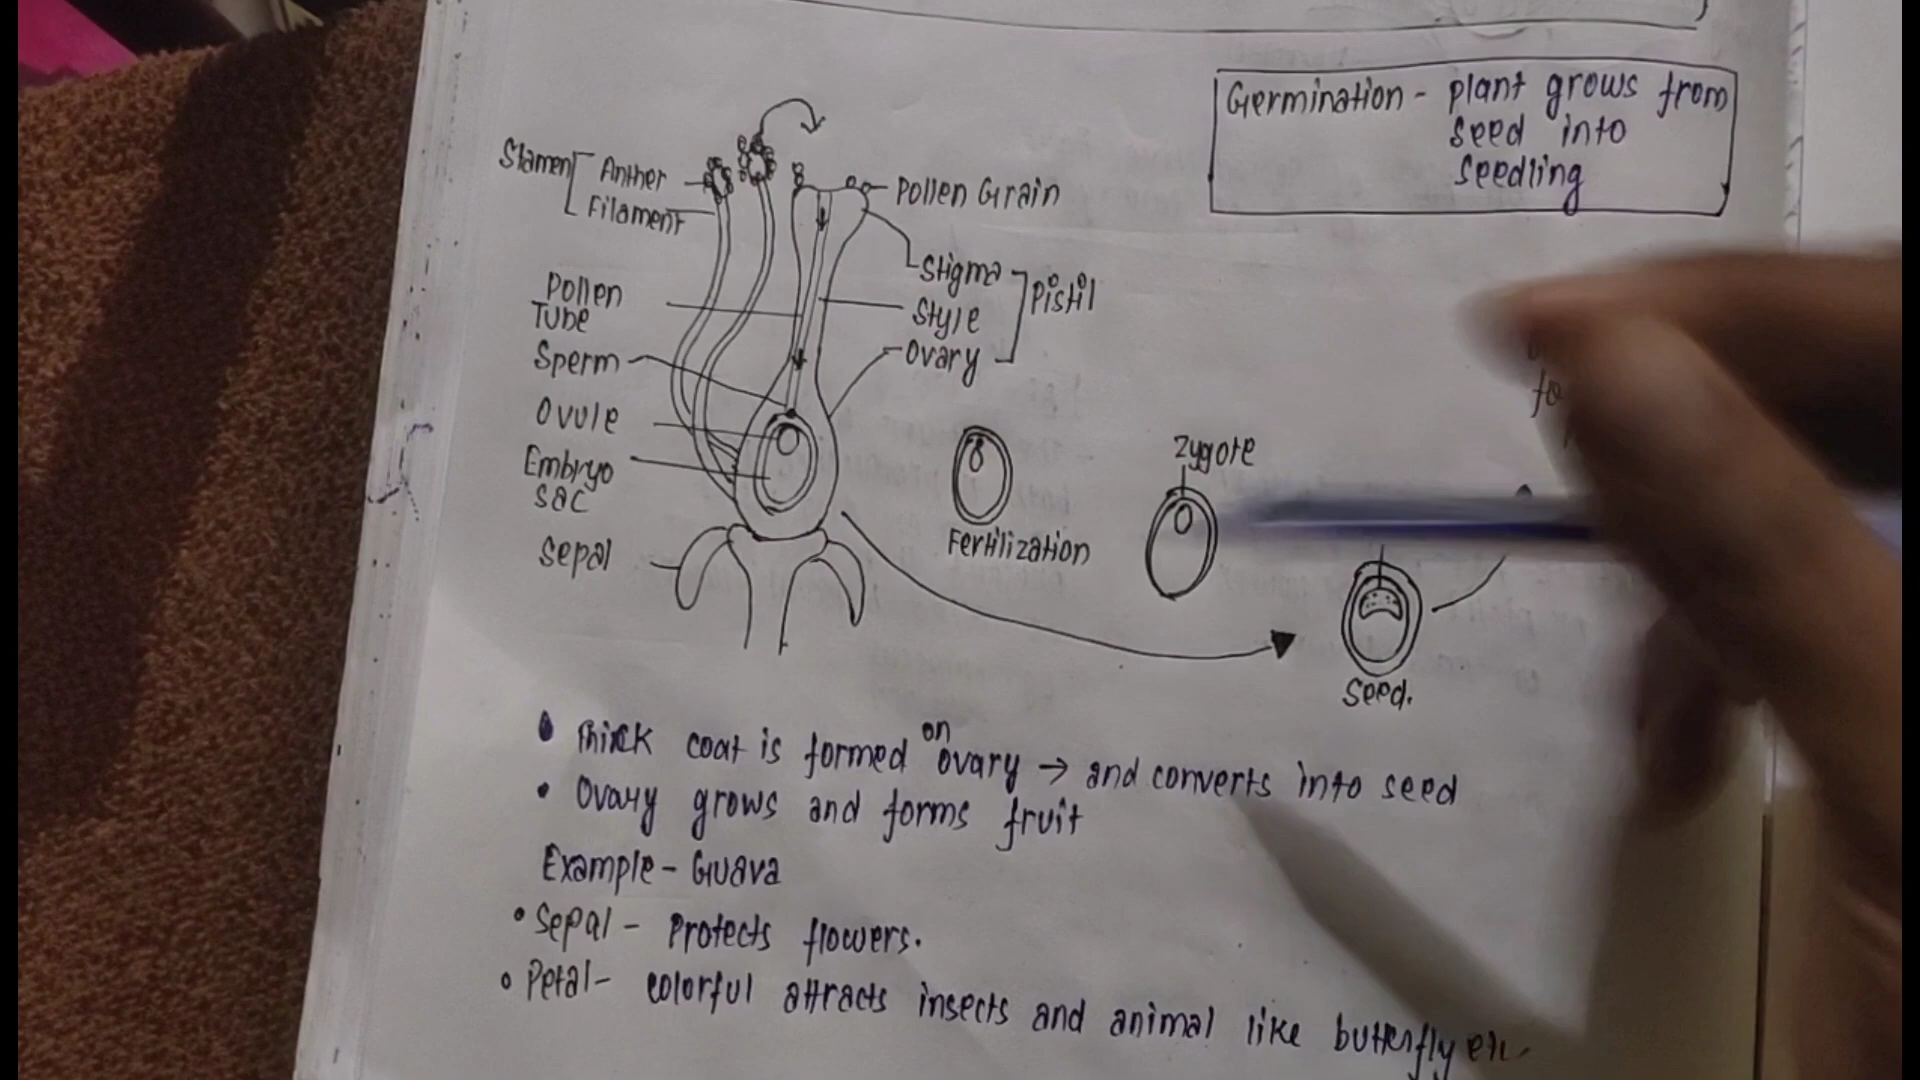 Germination - plant grows from
seed into
seedling
Stamen
Anther
Filament
Pollen Grain
Stigma
Style
Ovary
Pistil
Pollen
Tube
Sperm
Ovule
Embryo
sac
Sepal
Fertilization
Zygote
Seed.
Thick coat is formed on ovary → and converts into seed
• Ovary grows and forms fruit
Example - Guava
• Sepal - Protects flowers.
• Petal - colorful attracts insects and animal like butterfly etc.